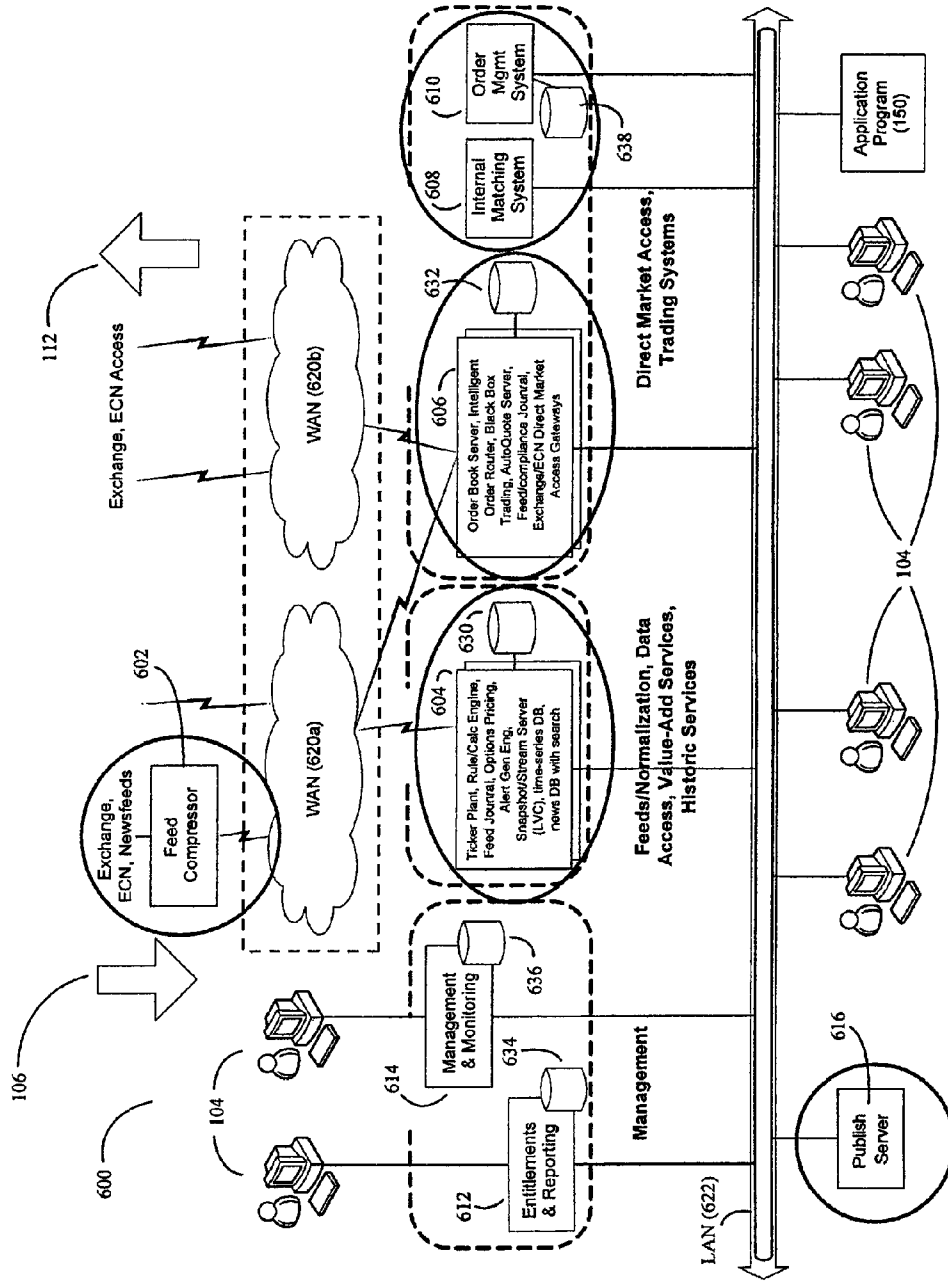 600
106
112
Exchange,
ECN, Newsfeeds
602
Feed
Compressor
Exchange, ECN Access
104
WAN (620a)
WAN (620b)
614
Management
& Monitoring
636
612
Entitlements
& Reporting
634
Management
604
Ticker Plant, Rule/Calc Engine,
Feed Jounral, Options Pricing,
Alert Gen Eng,
Snapshot/Stream Server
(LVC), time-series DB,
news DB with search
630
Feeds/Normalization, Data
Access, Value-Add Services,
Historic Services
606
Order Book Server, Intelligent
Order Router, Black Box
Trading, AutoQuote Server,
Feed/compliance Jounral,
Exchange/ECN Direct Market
Access Gateways
632
608
Internal
Matching
System
610
Order
Mgmt
System
638
Direct Market Access,
Trading Systems
LAN (622)
616
Publish
Server
104
Application
Program
(150)